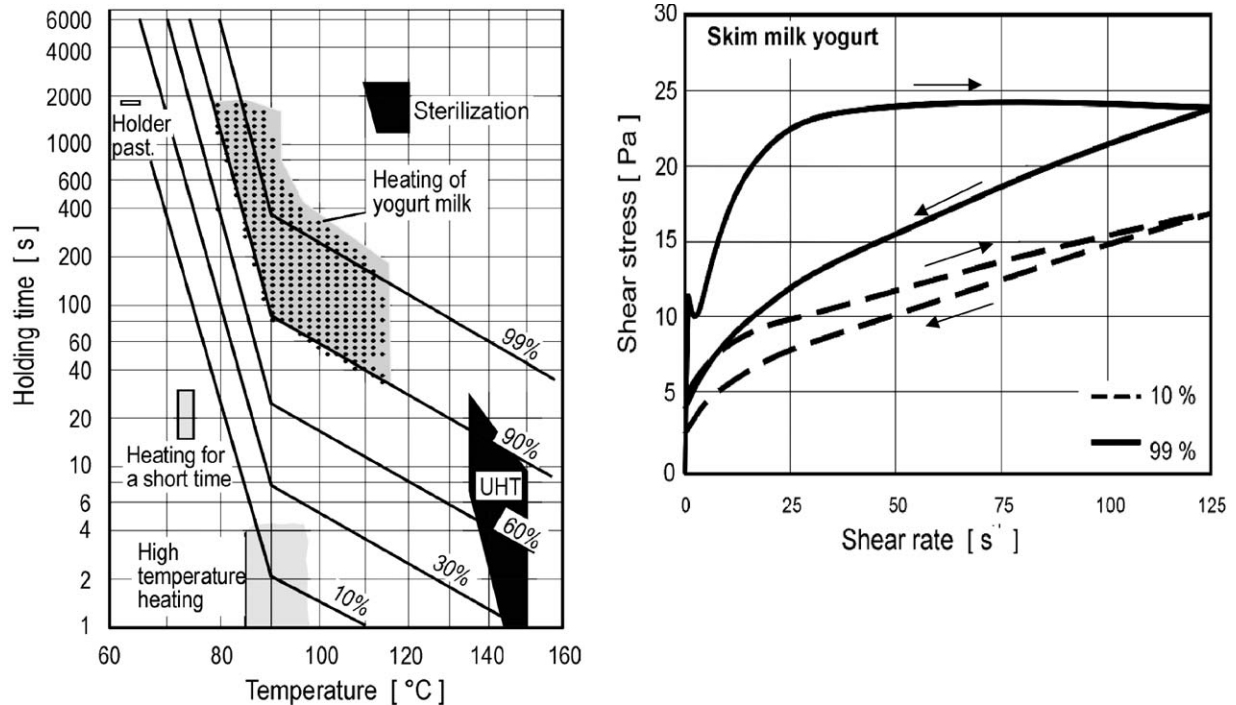 6000
4000
2000
1000
600
400
200
100
60
40
20
10
6
4
2
1
Holding time [ s ]
60 80 100 120 140 160
Temperature [ °C ]
Holder
past.
Sterilization
Heating of
yogurt milk
Heating for
a short time
High
temperature
heating
UHT
99%
90%
60%
30%
10%
Skim milk yogurt
30
25
20
15
10
5
0
Shear stress [ Pa ]
0 25 50 75 100 125
Shear rate [ s ]
10 %
99 %